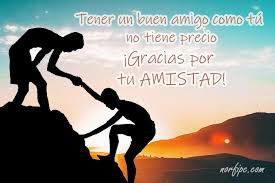 Tener un buen amigo como tú
no tiene precio
¡Gracias por
tu AMISTAD!
norfipc.com